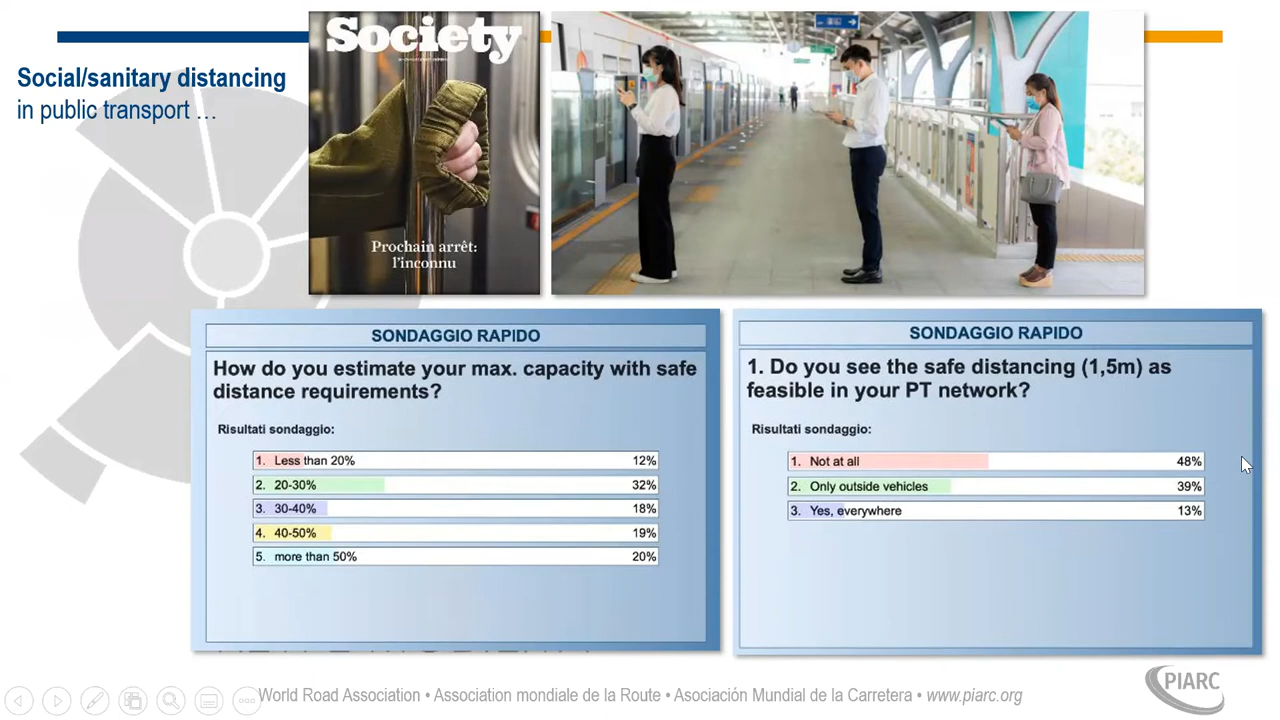 Social/sanitary distancing
in public transport ...
Society
Prochain arrêt:
l'inconnu
SONDAGGIO RAPIDO
How do you estimate your max. capacity with safe
distance requirements?
Risultati sondaggio:
1. Less than 20% 12%
2. 20-30% 32%
3. 30-40% 18%
4. 40-50% 19%
5. more than 50% 20%
SONDAGGIO RAPIDO
1. Do you see the safe distancing (1,5m) as
feasible in your PT network?
Risultati sondaggio:
1. Not at all 48%
2. Only outside vehicles 39%
3. Yes, everywhere 13%
World Road Association • Association mondiale de la Route • Asociación Mundial de la Carretera • www.piarc.org
PIARC